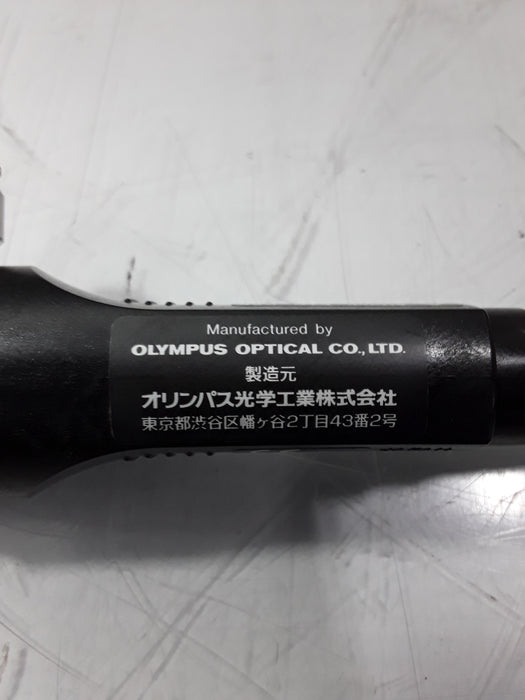 Manufactured by
OLYMPUS OPTICAL CO., LTD.
製造元
オリンパス光学工業株式会社
東京都渋谷区幡ヶ谷2丁目43番2号